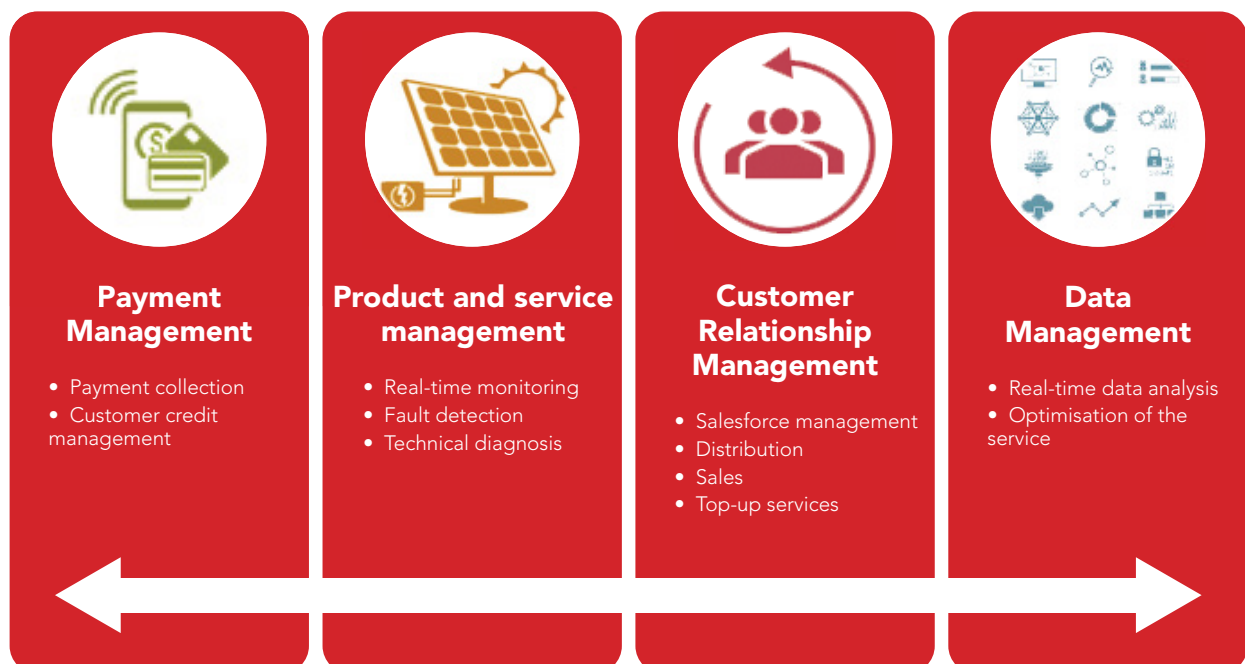 Payment
Management
• Payment collection
• Customer credit
management
Product and service
management
• Real-time monitoring
• Fault detection
• Technical diagnosis
Customer
Relationship
Management
• Salesforce management
• Distribution
• Sales
• Top-up services
Data
Management
• Real-time data analysis
• Optimisation of the
service